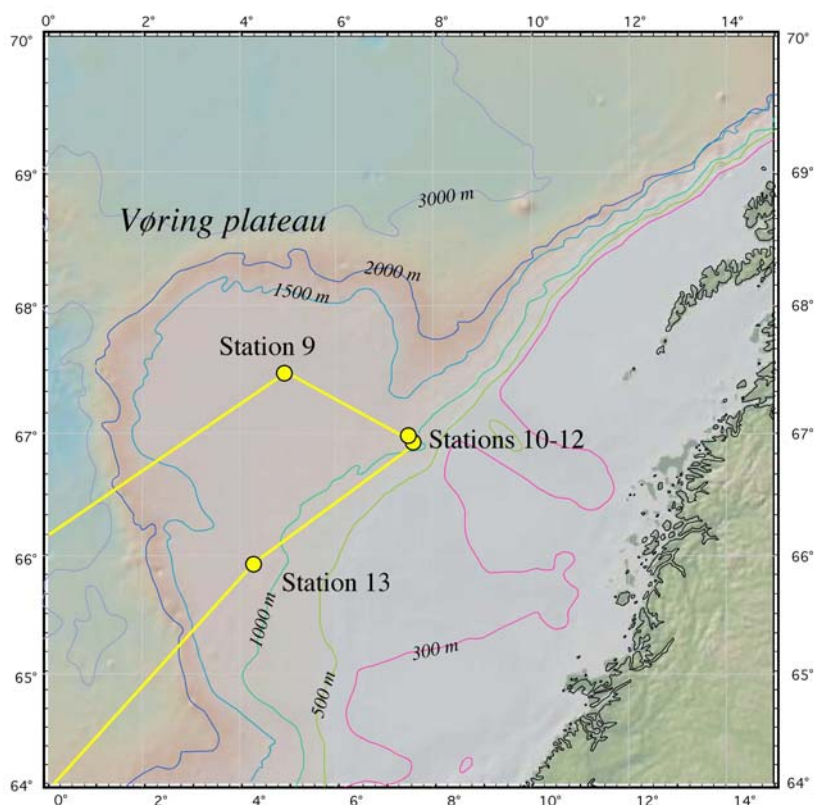 0° 2° 4° 6° 8° 10° 12° 14°
70° 70°
69° 69°
3000 m
Vøring plateau
2000 m
1500 m
68° 68°
Station 9
67° 67°
Stations 10-12
66° 66°
Station 13
1000 m
300 m
500 m
65° 65°
64° 64°
0° 2° 4° 6° 8° 10° 12° 14°